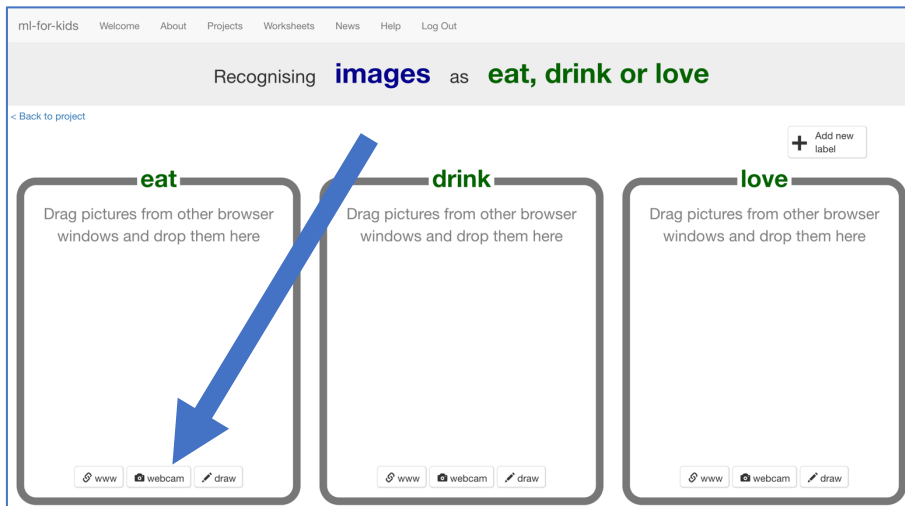 ml-for-kids Welcome About Projects Worksheets News Help Log Out
Recognising images as eat, drink or love
< Back to project
Add new
label
eat
Drag pictures from other browser
windows and drop them here
www webcam draw
drink
Drag pictures from other browser
windows and drop them here
www webcam draw
love
Drag pictures from other browser
windows and drop them here
www webcam draw